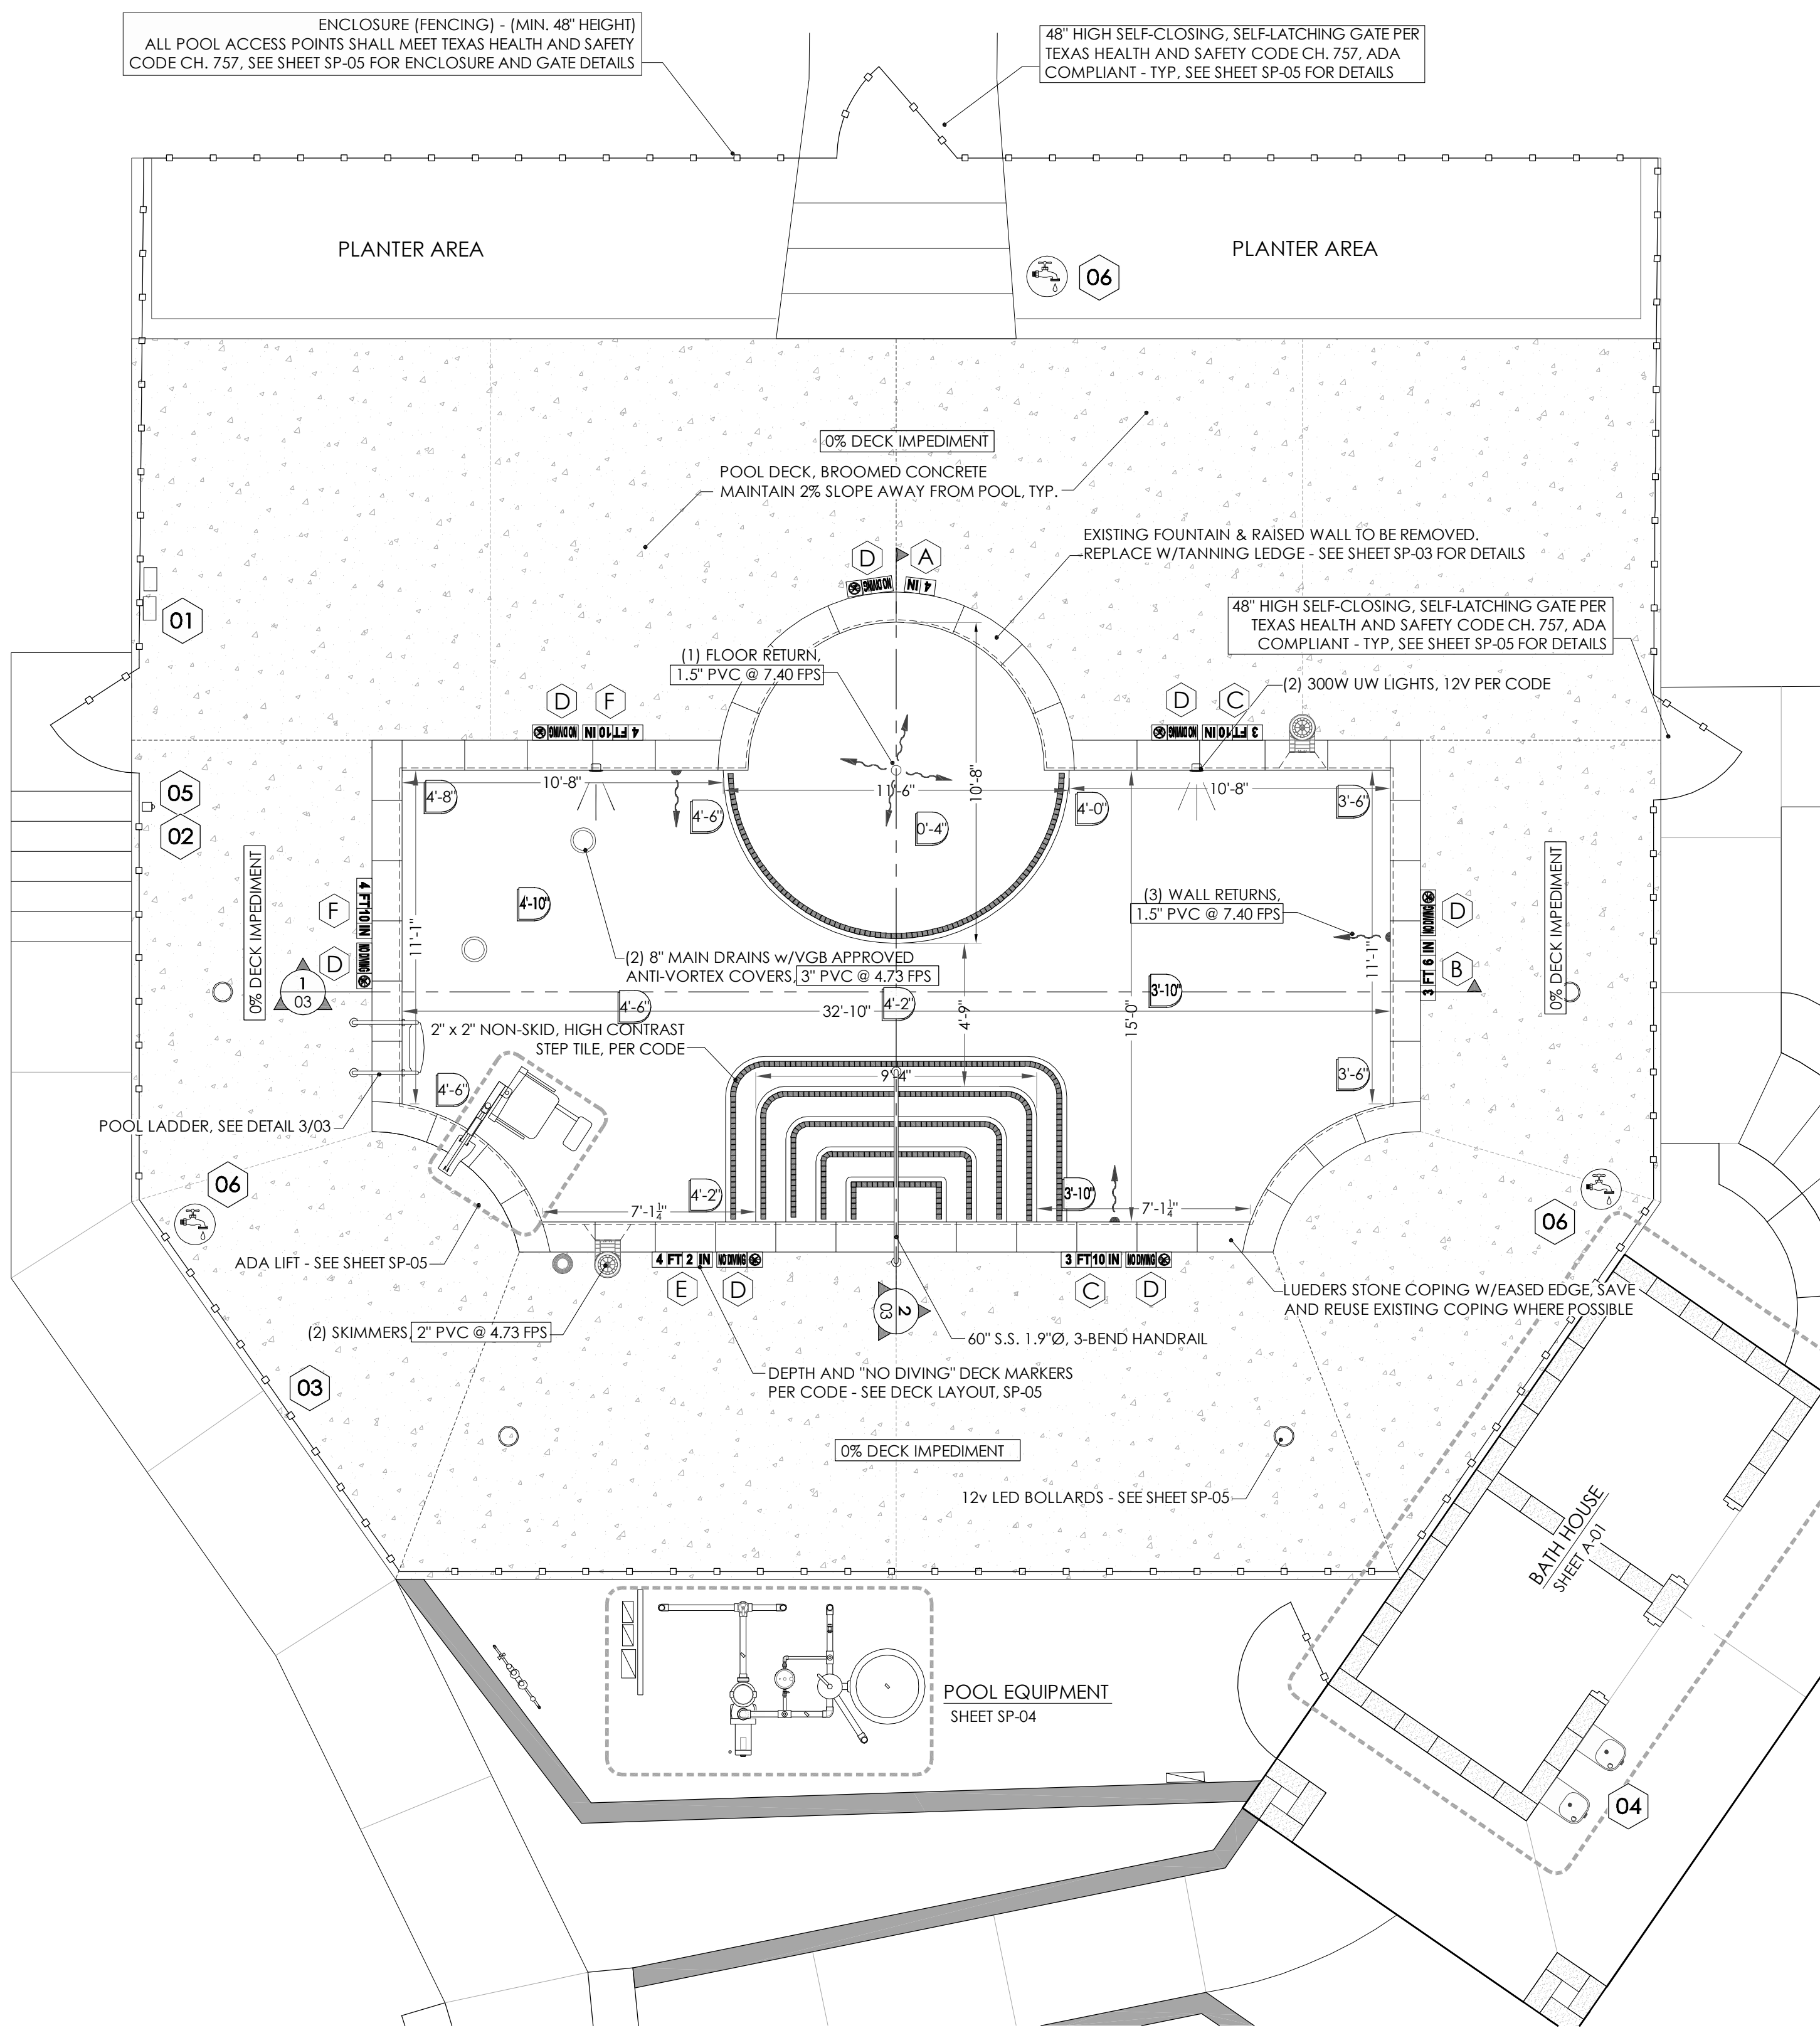 ENCLOSURE (FENCING) - (MIN. 48" HEIGHT)
ALL POOL ACCESS POINTS SHALL MEET TEXAS HEALTH AND SAFETY
CODE CH. 757, SEE SHEET SP-05 FOR ENCLOSURE AND GATE DETAILS
48" HIGH SELF-CLOSING, SELF-LATCHING GATE PER
TEXAS HEALTH AND SAFETY CODE CH. 757, ADA
COMPLIANT - TYP, SEE SHEET SP-05 FOR DETAILS
PLANTER AREA
PLANTER AREA
06
0% DECK IMPEDIMENT
POOL DECK, BROOMED CONCRETE
MAINTAIN 2% SLOPE AWAY FROM POOL, TYP.
EXISTING FOUNTAIN & RAISED WALL TO BE REMOVED.
REPLACE W/TANNING LEDGE - SEE SHEET SP-03 FOR DETAILS
D
A
NO DIVING
4 IN
01
48" HIGH SELF-CLOSING, SELF-LATCHING GATE PER
TEXAS HEALTH AND SAFETY CODE CH. 757, ADA
COMPLIANT - TYP, SEE SHEET SP-05 FOR DETAILS
(1) FLOOR RETURN,
1.5" PVC @ 7.40 FPS
(2) 300W UW LIGHTS, 12V PER CODE
D
F
D
C
NO DIVING
4 FT 10 IN
NO DIVING
3 FT 10 IN
10'-8"
11'-6"
10'-8"
10'-8"
4'-8"
4'-6"
0'-4"
4'-0"
3'-6"
05
02
0% DECK IMPEDIMENT
F
4 FT 10 IN
D
NO DIVING
11'-1"
4'-10"
(3) WALL RETURNS,
1.5" PVC @ 7.40 FPS
11'-1"
D
NO DIVING
B
3 FT 6 IN
0% DECK IMPEDIMENT
(2) 8" MAIN DRAINS w/VGB APPROVED
ANTI-VORTEX COVERS, 3" PVC @ 4.73 FPS
1
03
4'-6"
4'-2"
3'-10"
32'-10"
4'-9"
15'-0"
2" x 2" NON-SKID, HIGH CONTRAST
STEP TILE, PER CODE
9'-4"
4'-6"
3'-6"
POOL LADDER, SEE DETAIL 3/03
06
4'-2"
3'-10"
7'-1¼"
7'-1¼"
06
ADA LIFT - SEE SHEET SP-05
4 FT 2 IN
NO DIVING
3 FT 10 IN
NO DIVING
E
D
C
D
LUEDERS STONE COPING W/EASED EDGE, SAVE
AND REUSE EXISTING COPING WHERE POSSIBLE
2
03
(2) SKIMMERS, 2" PVC @ 4.73 FPS
60" S.S. 1.9"Ø, 3-BEND HANDRAIL
DEPTH AND "NO DIVING" DECK MARKERS
PER CODE - SEE DECK LAYOUT, SP-05
03
0% DECK IMPEDIMENT
12v LED BOLLARDS - SEE SHEET SP-05
BATH HOUSE
SHEET A-01
POOL EQUIPMENT
SHEET SP-04
04